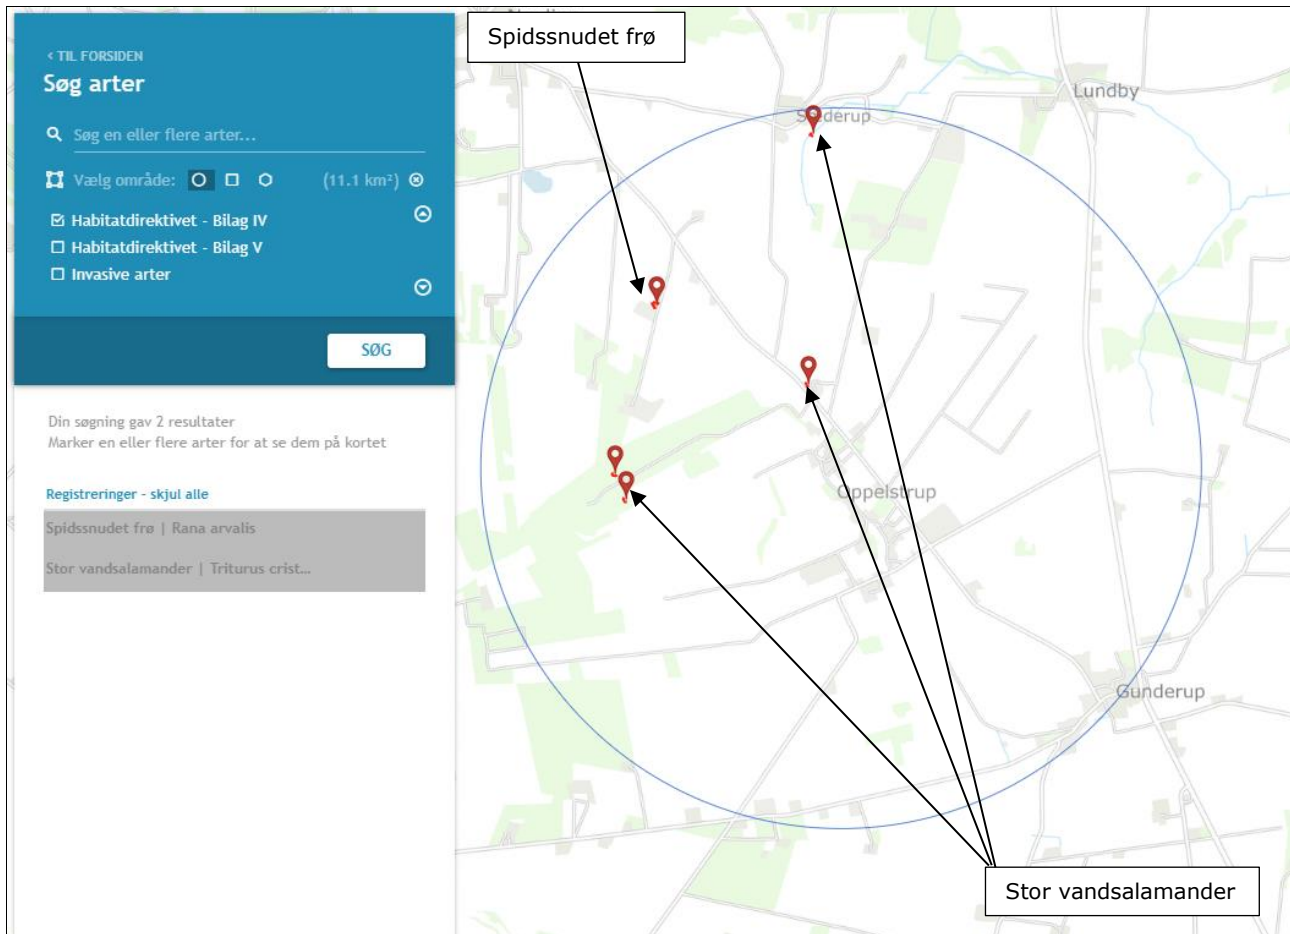 < TIL FORSIDEN
Søg arter
Søg en eller flere arter...
Vælg område:
(11.1 km²)
Habitatdirektivet - Bilag IV
Habitatdirektivet - Bilag V
Invasive arter
SØG
Din søgning gav 2 resultater
Marker en eller flere arter for at se dem på kortet
Registreringer - skjul alle
Spidssnudet frø | Rana arvalis
Stor vandsalamander | Triturus crist...
Spidssnudet frø
Lundby
Oppelstrup
Gunderup
Stor vandsalamander